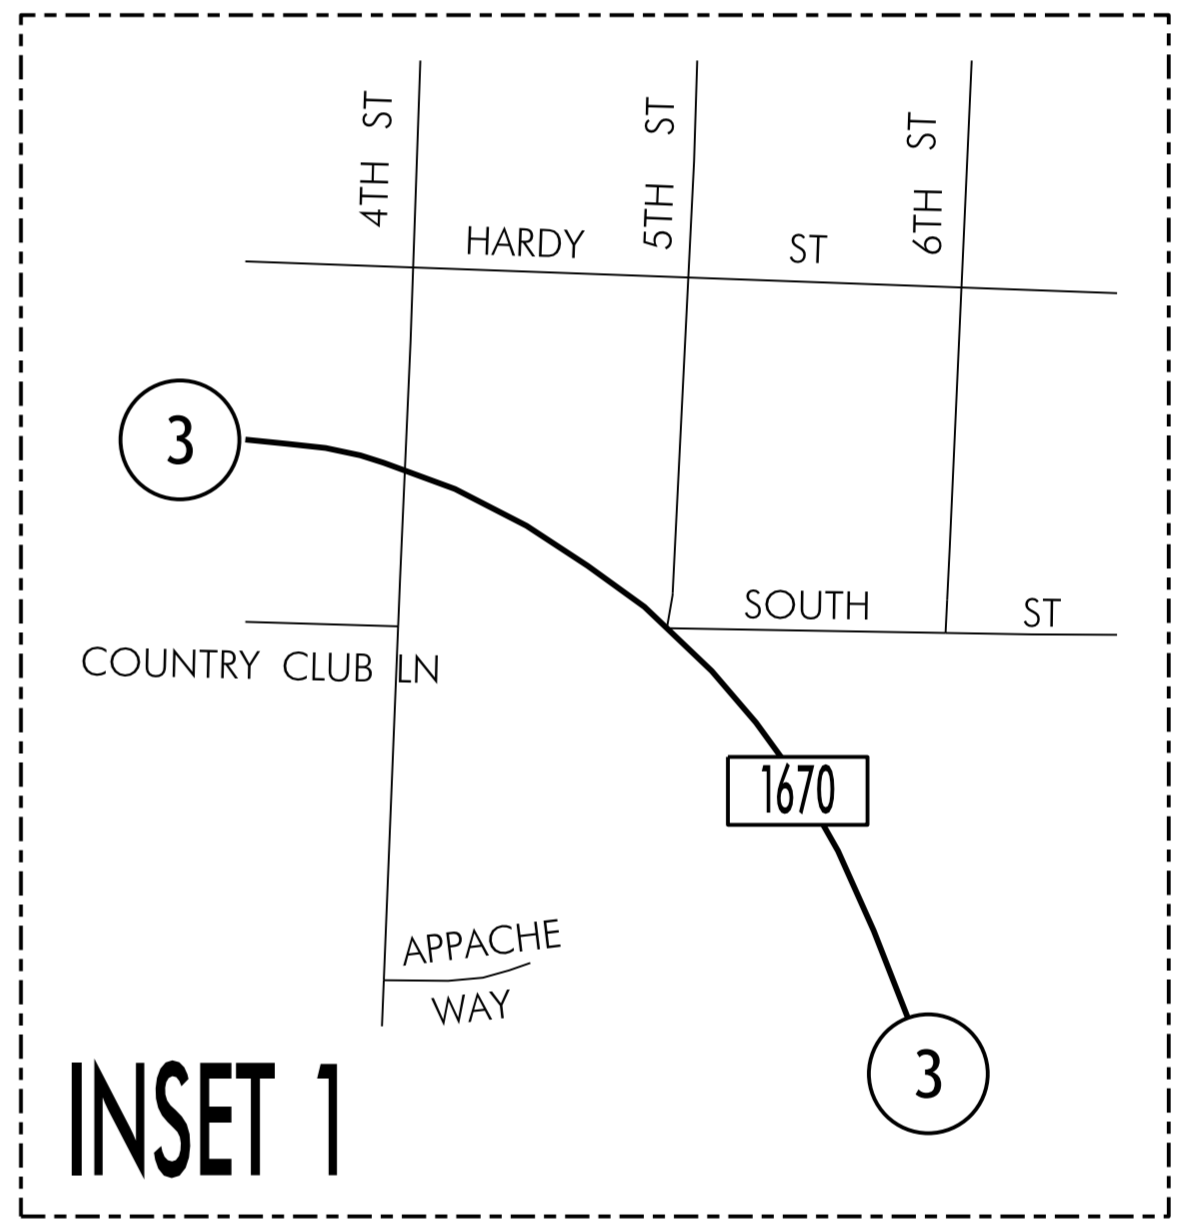 4TH ST
5TH ST
6TH ST
HARDY ST
3
SOUTH ST
COUNTRY CLUB LN
1670
APPACHE
WAY
3
INSET 1